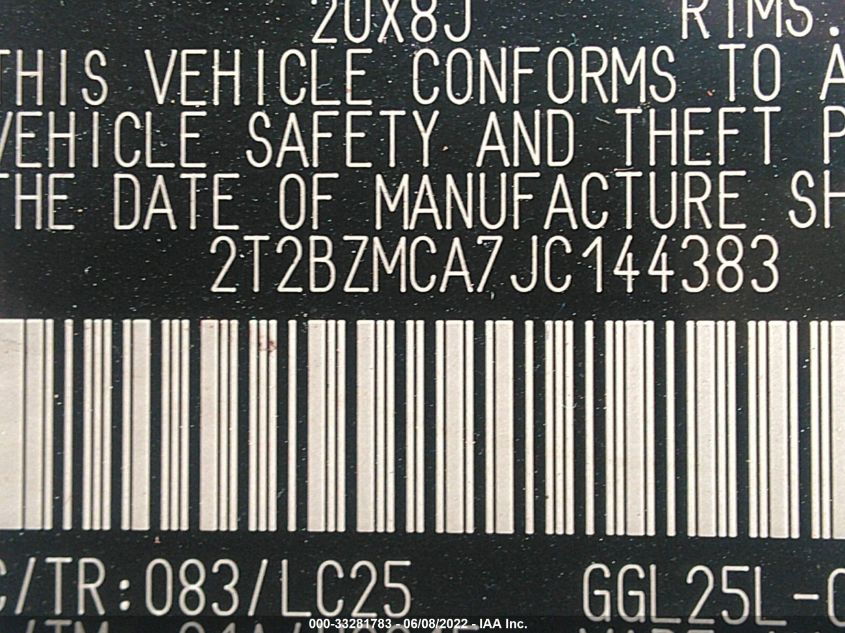 20X8J RIMS.
THIS VEHICLE CONFORMS TO A
VEHICLE SAFETY AND THEFT P
THE DATE OF MANUFACTURE SH
2T2BZMCA7JC144383
C/TR:083/LC25 GGL25L-
000-33281783 - 06/08/2022 - IAA Inc.